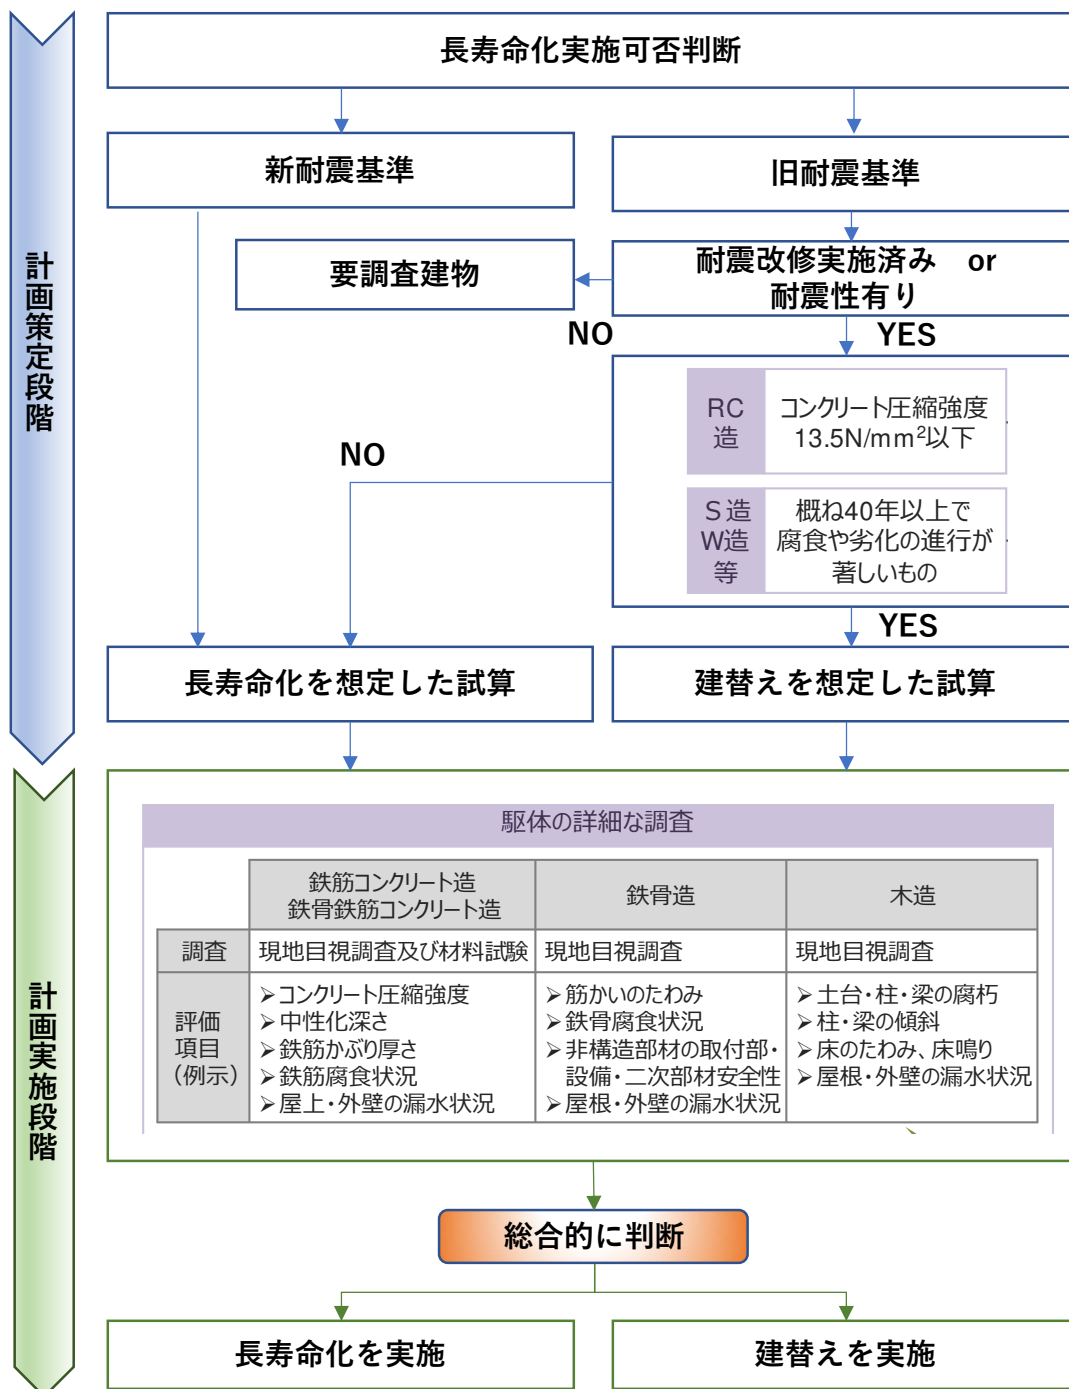 長寿命化実施可否判断
新耐震基準
旧耐震基準
要調査建物
耐震改修実施済み　or
耐震性有り
NO
YES
計画策定段階
RC
造
コンクリート圧縮強度
13.5N/mm²以下
NO
S造
W造
等
概ね40年以上で
腐食や劣化の進行が
著しいもの
YES
長寿命化を想定した試算
建替えを想定した試算
計画実施段階
駆体の詳細な調査
鉄筋コンクリート造
鉄骨鉄筋コンクリート造
鉄骨造
木造
調査
現地目視調査及び材料試験
現地目視調査
現地目視調査
評価
項目
（例示）
➢コンクリート圧縮強度
➢中性化深さ
➢鉄筋かぶり厚さ
➢鉄筋腐食状況
➢屋上・外壁の漏水状況
➢筋かいのたわみ
➢鉄骨腐食状況
➢非構造部材の取付部・
設備・二次部材安全性
➢屋根・外壁の漏水状況
➢土台・柱・梁の腐朽
➢柱・梁の傾斜
➢床のたわみ、床鳴り
➢屋根・外壁の漏水状況
総合的に判断
長寿命化を実施
建替えを実施